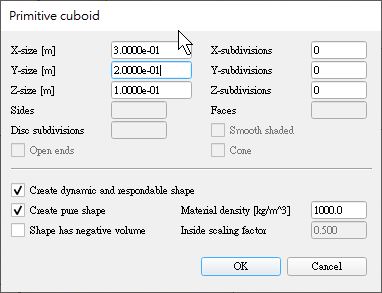 Primitive cuboid
X-size [m] 3.0000e-01 X-subdivisions 0
Y-size [m] 2.0000e-01 Y-subdivisions 0
Z-size [m] 1.0000e-01 Z-subdivisions 0
Sides Faces
Disc subdivisions Smooth shaded
Open ends Cone
Create dynamic and respondable shape
Create pure shape Material density [kg/m^3] 1000.0
Shape has negative volume Inside scaling factor 0.500
OK Cancel